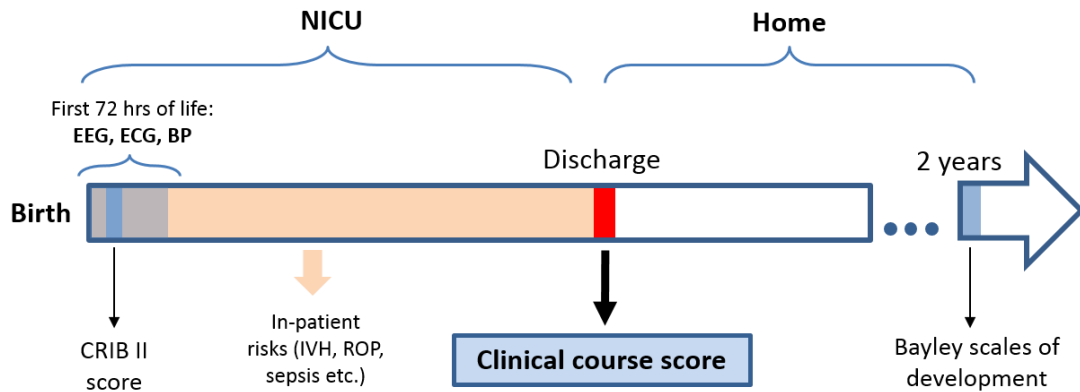 NICU
Home
First 72 hrs of life:
EEG, ECG, BP
Discharge
2 years
Birth
CRIB II
score
In-patient
risks (IVH, ROP,
sepsis etc.)
Clinical course score
Bayley scales of
development